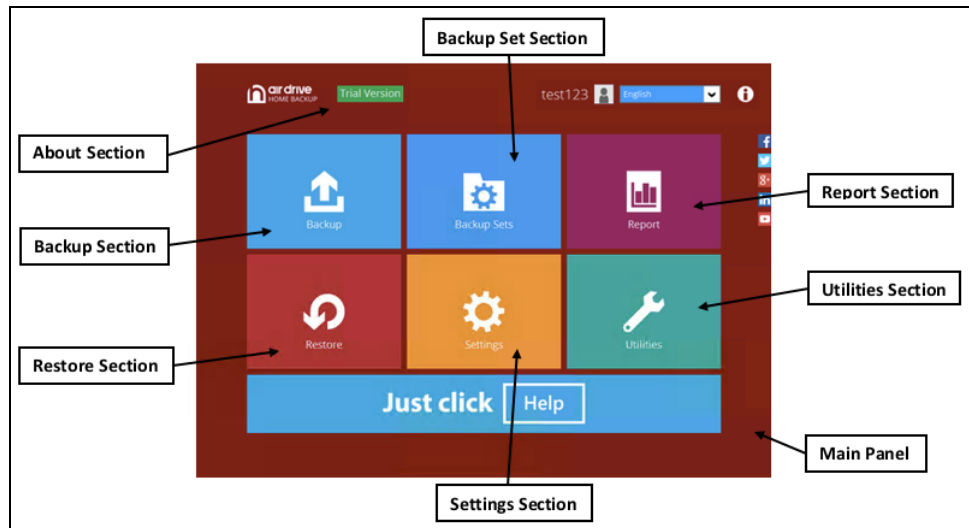 Backup Set Section
air drive
HOME BACKUP
Trial Version
test123
English
About Section
Backup
Backup Sets
Report
Report Section
Backup Section
Restore
Settings
Utilities
Utilities Section
Restore Section
Just click Help
Main Panel
Settings Section